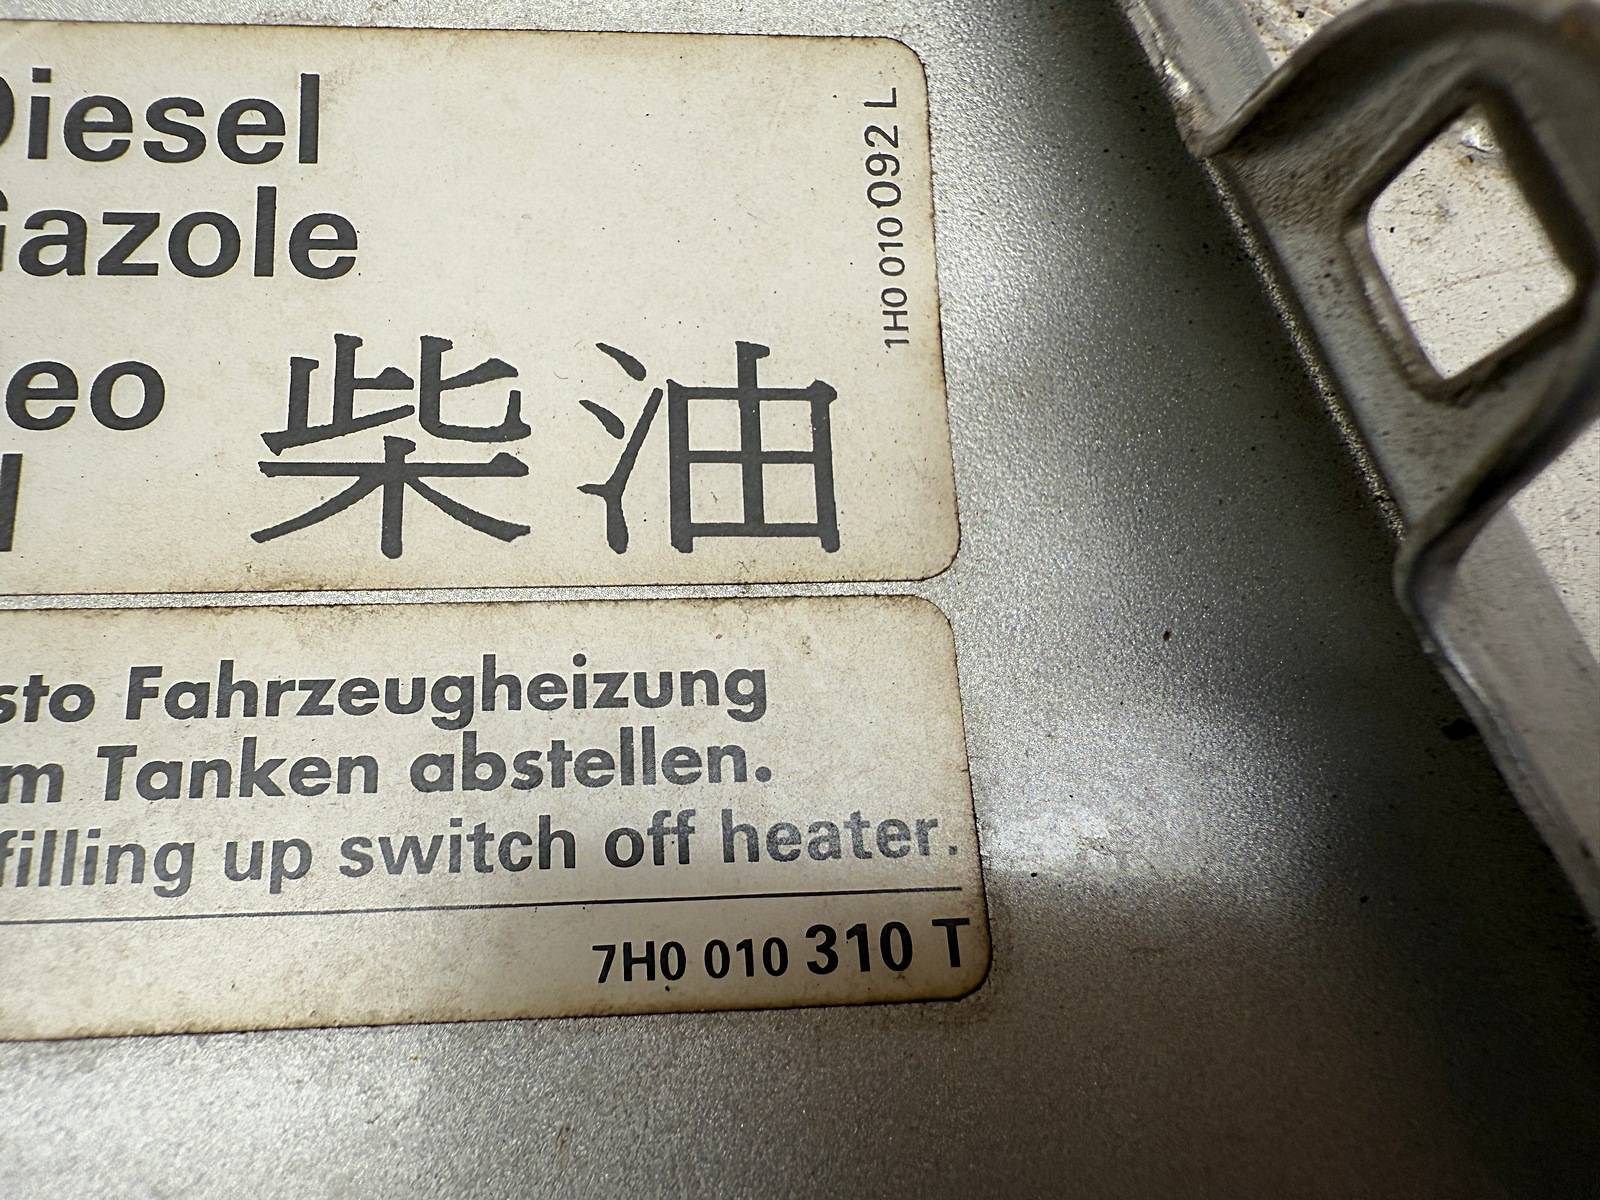 Diesel
Gazole
eo 柴油
1H0 010 092 L
sto Fahrzeugheizung
m Tanken abstellen.
filling up switch off heater.
7H0 010 310 T